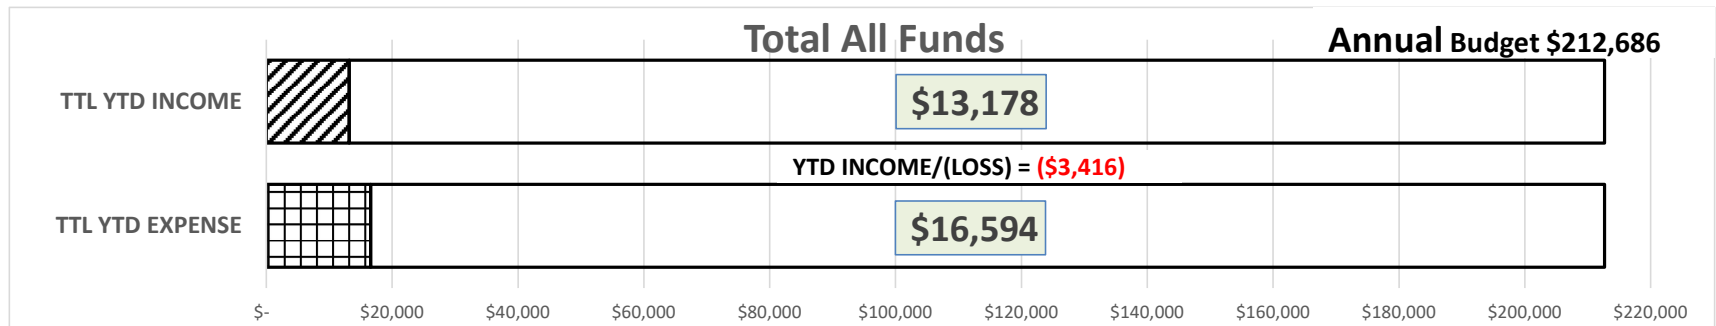 Total All Funds
Annual Budget $212,686
TTL YTD INCOME
$13,178
YTD INCOME/(LOSS) = ($3,416)
TTL YTD EXPENSE
$16,594
$- $20,000 $40,000 $60,000 $80,000 $100,000 $120,000 $140,000 $160,000 $180,000 $200,000 $220,000